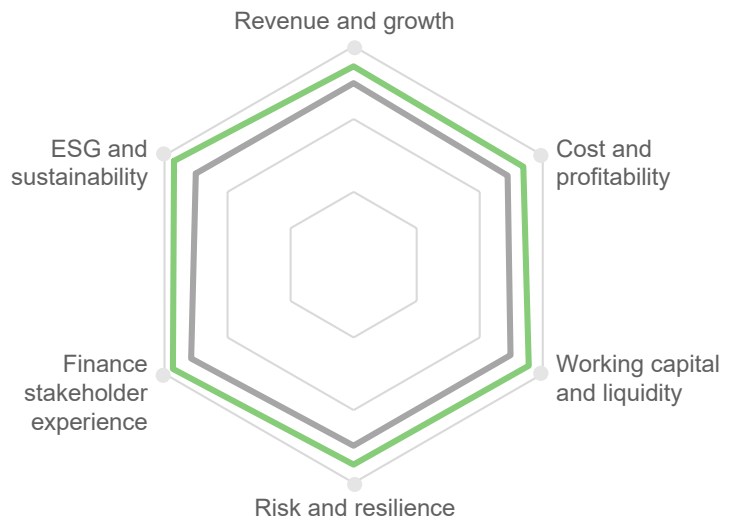 Revenue and growth
ESG and
sustainability
Cost and
profitability
Finance
stakeholder
experience
Working capital
and liquidity
Risk and resilience